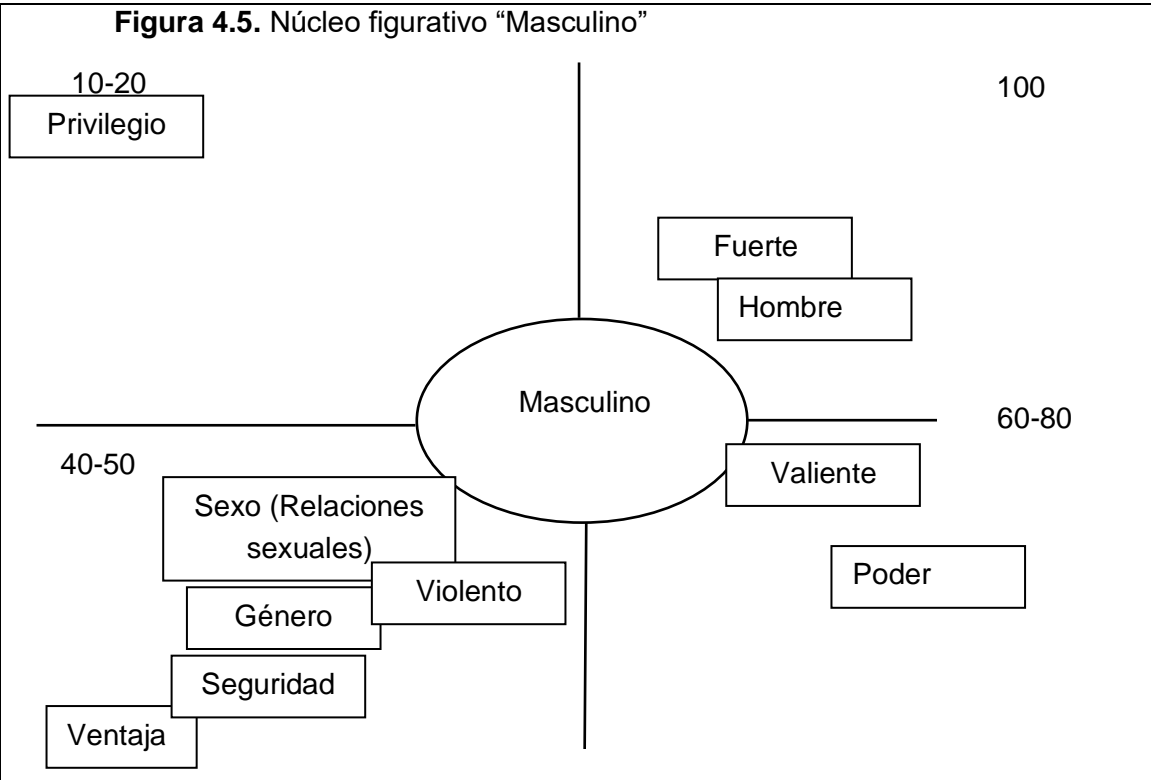 Figura 4.5. Núcleo figurativo “Masculino”
10-20
100
Privilegio
Fuerte
Hombre
Masculino
60-80
40-50
Valiente
Sexo (Relaciones
sexuales)
Poder
Violento
Género
Seguridad
Ventaja